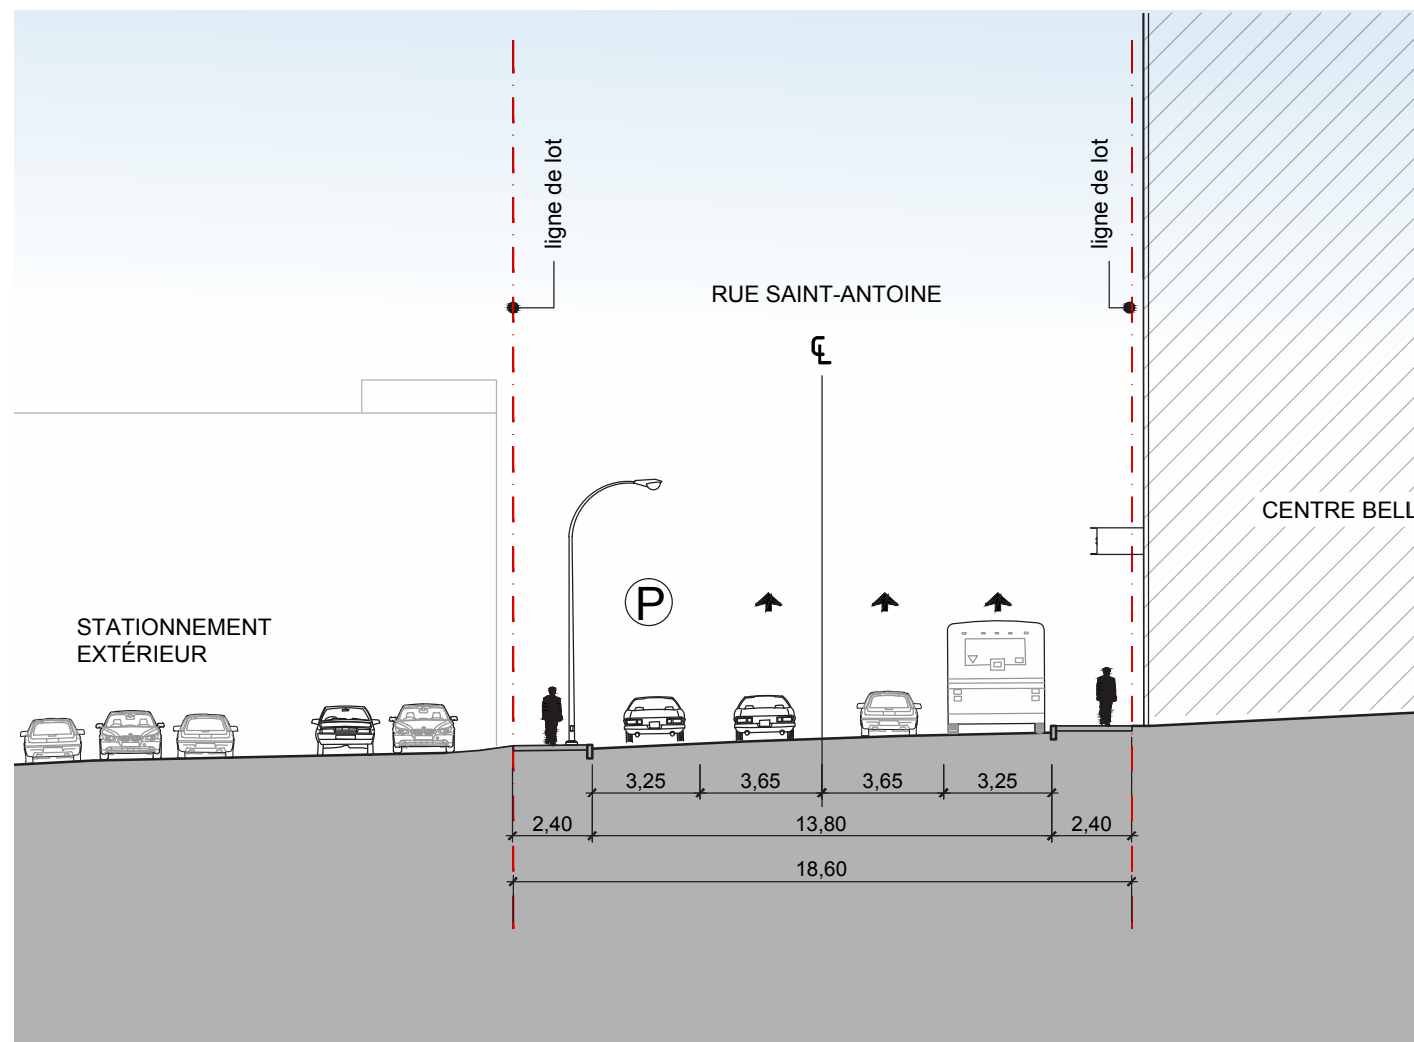 ligne de lot
ligne de lot
RUE SAINT-ANTOINE
CL
CENTRE BELL
P
STATIONNEMENT
EXTÉRIEUR
3,25 3,65 3,65 3,25
2,40 13,80 2,40
18,60